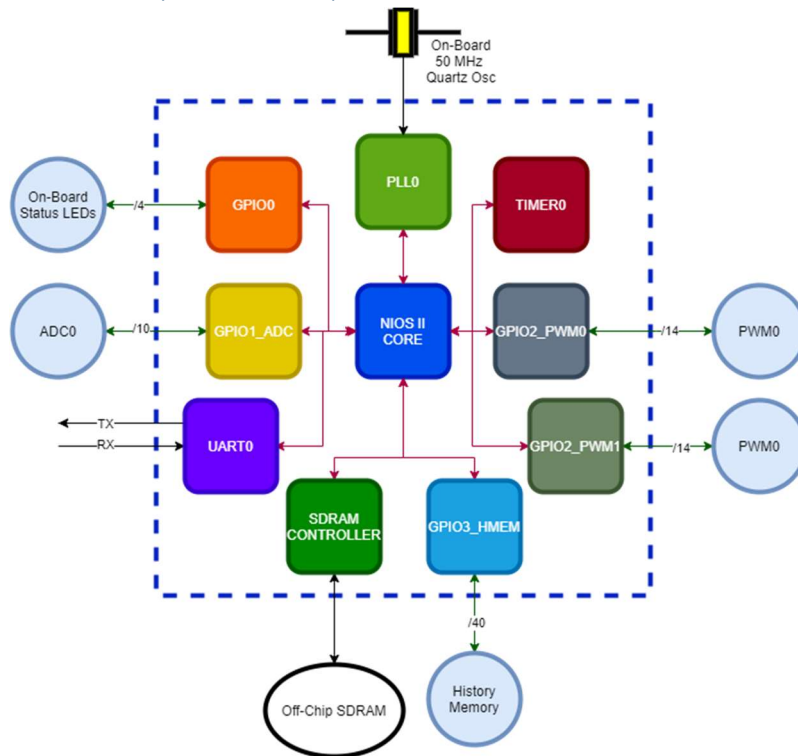 On-Board
50 MHz
Quartz Osc
On-Board
Status LEDs
/4
GPIO0
PLL0
TIMER0
ADC0
/10
GPIO1_ADC
NIOS II
CORE
GPIO2_PWM0
/14
PWM0
TX
RX
UART0
GPIO2_PWM1
/14
PWM0
SDRAM
CONTROLLER
GPIO3_HMEM
/40
Off-Chip SDRAM
History
Memory